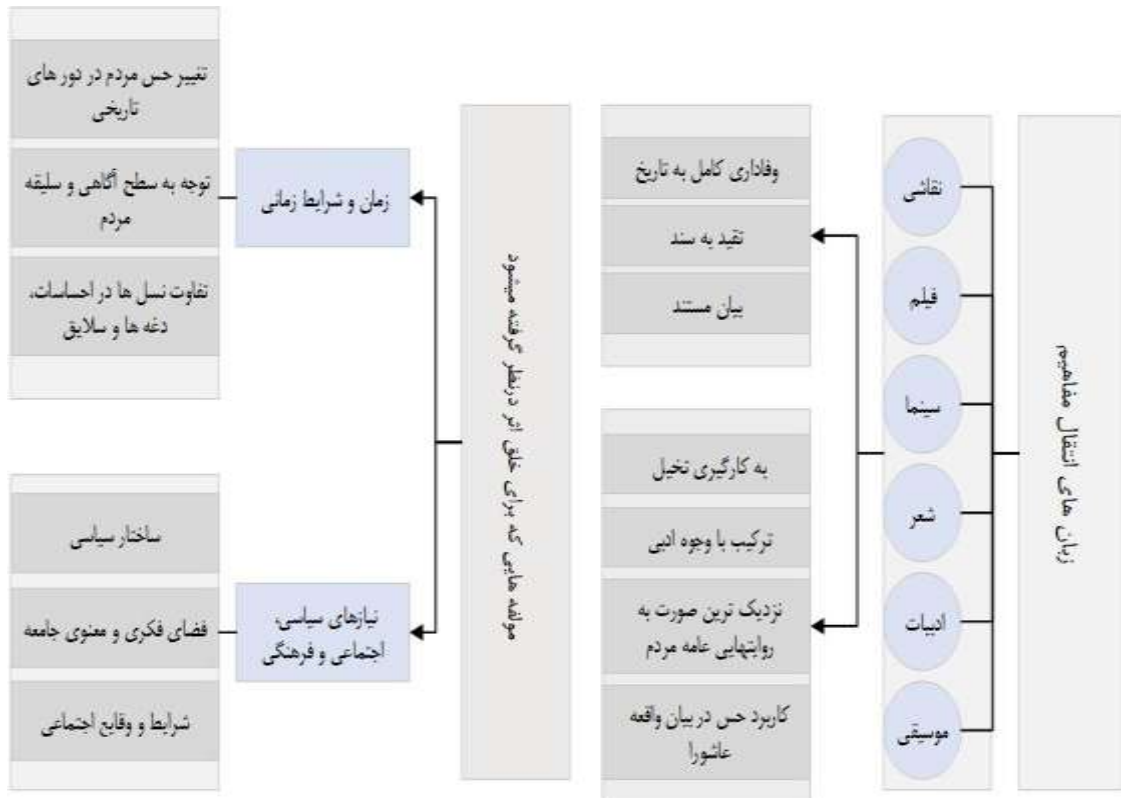 زبان های انتقال مفاهیم
نقاشی
فیلم
سینما
شعر
ادبیات
موسیقی
وفاداری کامل به تاریخ
تقید به سند
بیان مستند
به کارگیری تخیل
ترکیب با وجوه ادبی
نزدیک ترین صورت به
روایتهایی عامه مردم
کاربرد حس در بیان واقعه
عاشورا
مولفه هایی که برای خلق اثر درنظر گرفته میشود
زمان و شرایط زمانی
تغییر حس مردم در دور های
تاریخی
توجه به سطح آگاهی و سلیقه
مردم
تفاوت نسل ها در احساسات،
دغه ها و سلایق
نیازهای سیاسی،
اجتماعی و فرهنگی
ساختار سیاسی
فضای فکری و معنوی جامعه
شرایط و وقایع اجتماعی